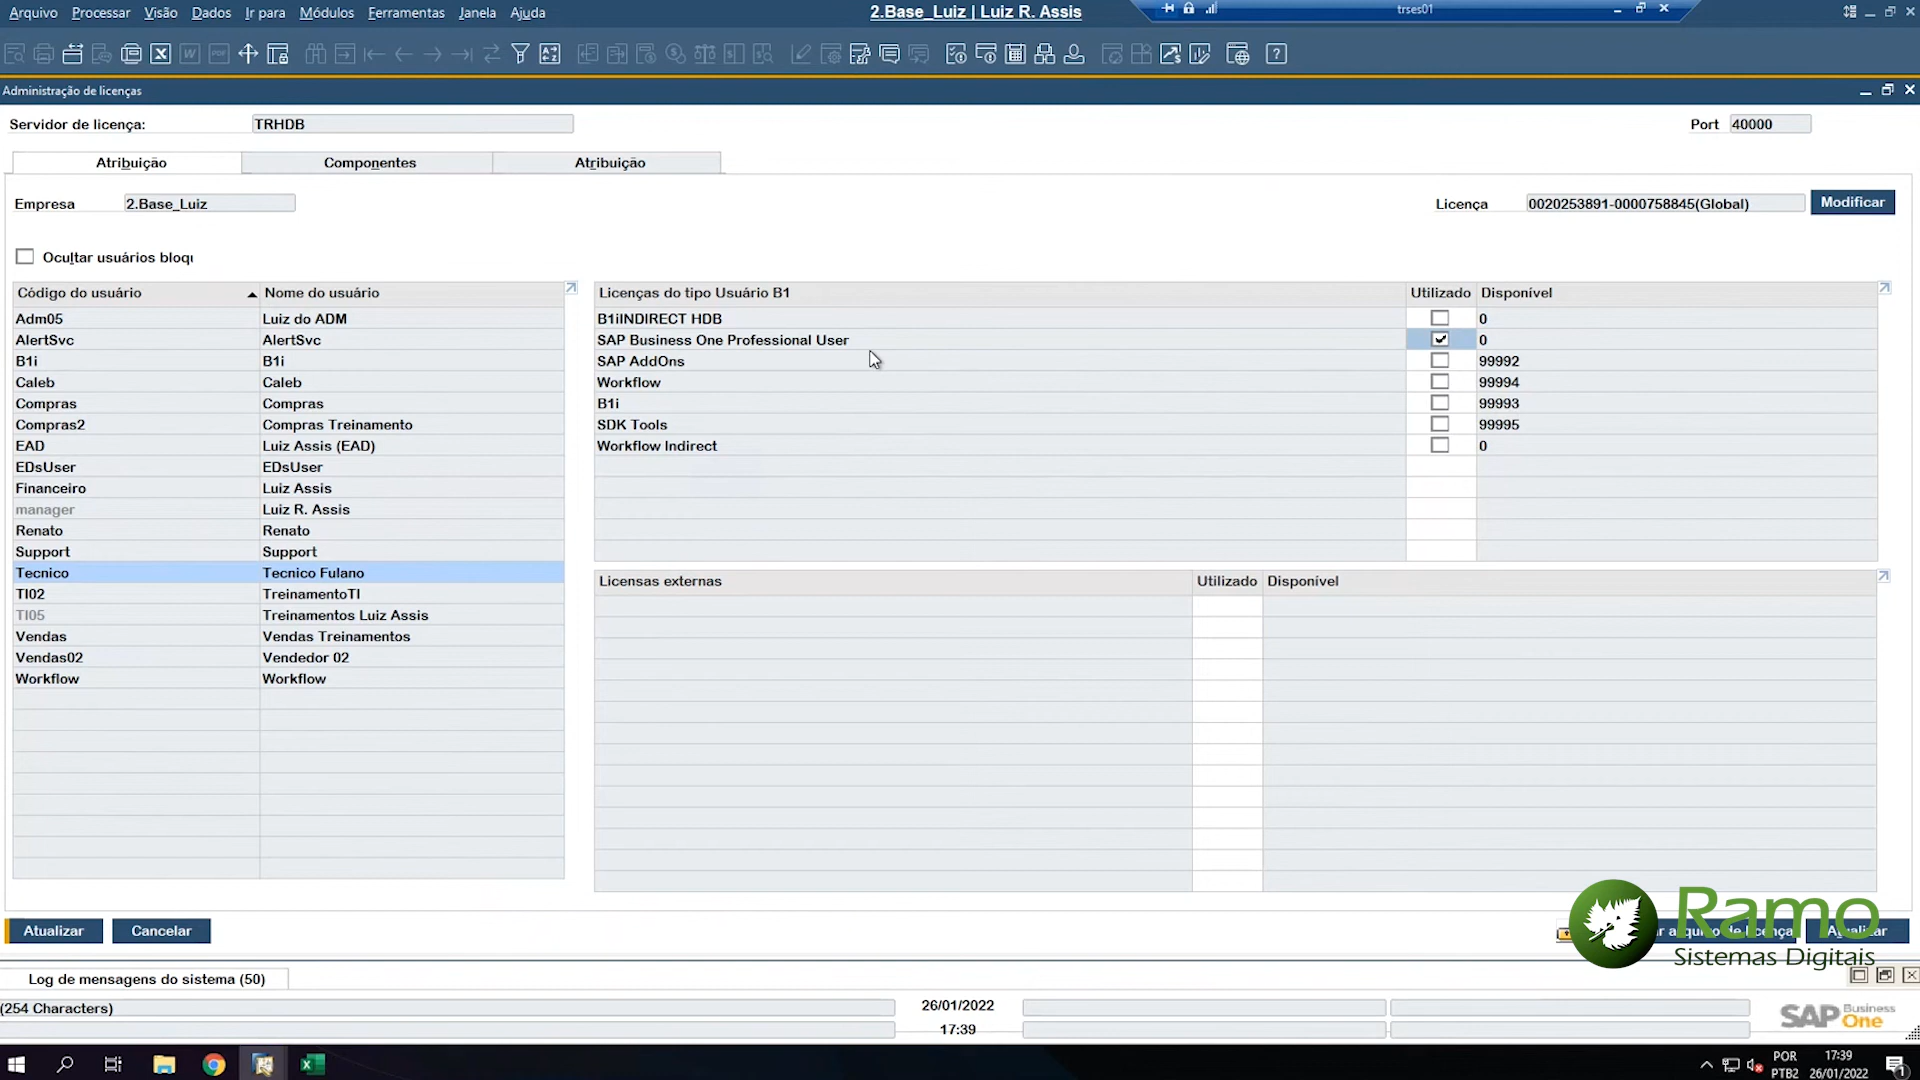 Arquivo Processar Visão Dados Ir para Módulos Ferramentas Janela Ajuda
2.Base_Luiz | Luiz R. Assis
trses01
Administração de licenças
Servidor de licença: TRHDB
Port 40000
Atribuição Componentes Atribuição
Empresa 2.Base_Luiz
Licença 0020253891-0000758845(Global) Modificar
Ocultar usuários bloqu
Código do usuário Nome do usuário
Adm05 Luiz do ADM
AlertSvc AlertSvc
B1i B1i
Caleb Caleb
Compras Compras
Compras2 Compras Treinamento
EAD Luiz Assis (EAD)
EDsUser EDsUser
Financeiro Luiz Assis
manager Luiz R. Assis
Renato Renato
Support Support
Tecnico Tecnico Fulano
TI02 TreinamentoTI
TI05 Treinamentos Luiz Assis
Vendas Vendas Treinamentos
Vendas02 Vendedor 02
Workflow Workflow
Licenças do tipo Usuário B1 Utilizado Disponível
B1iINDIRECT HDB 0
SAP Business One Professional User 0
SAP AddOns 99992
Workflow 99994
B1i 99993
SDK Tools 99995
Workflow Indirect 0
Licensas externas Utilizado Disponível
Atualizar Cancelar
arquivo de licença Atualizar
Ramo
Sistemas Digitais
Log de mensagens do sistema (50)
(254 Characters)
26/01/2022
17:39
SAP Business One
POR
PTB2
17:39
26/01/2022
1